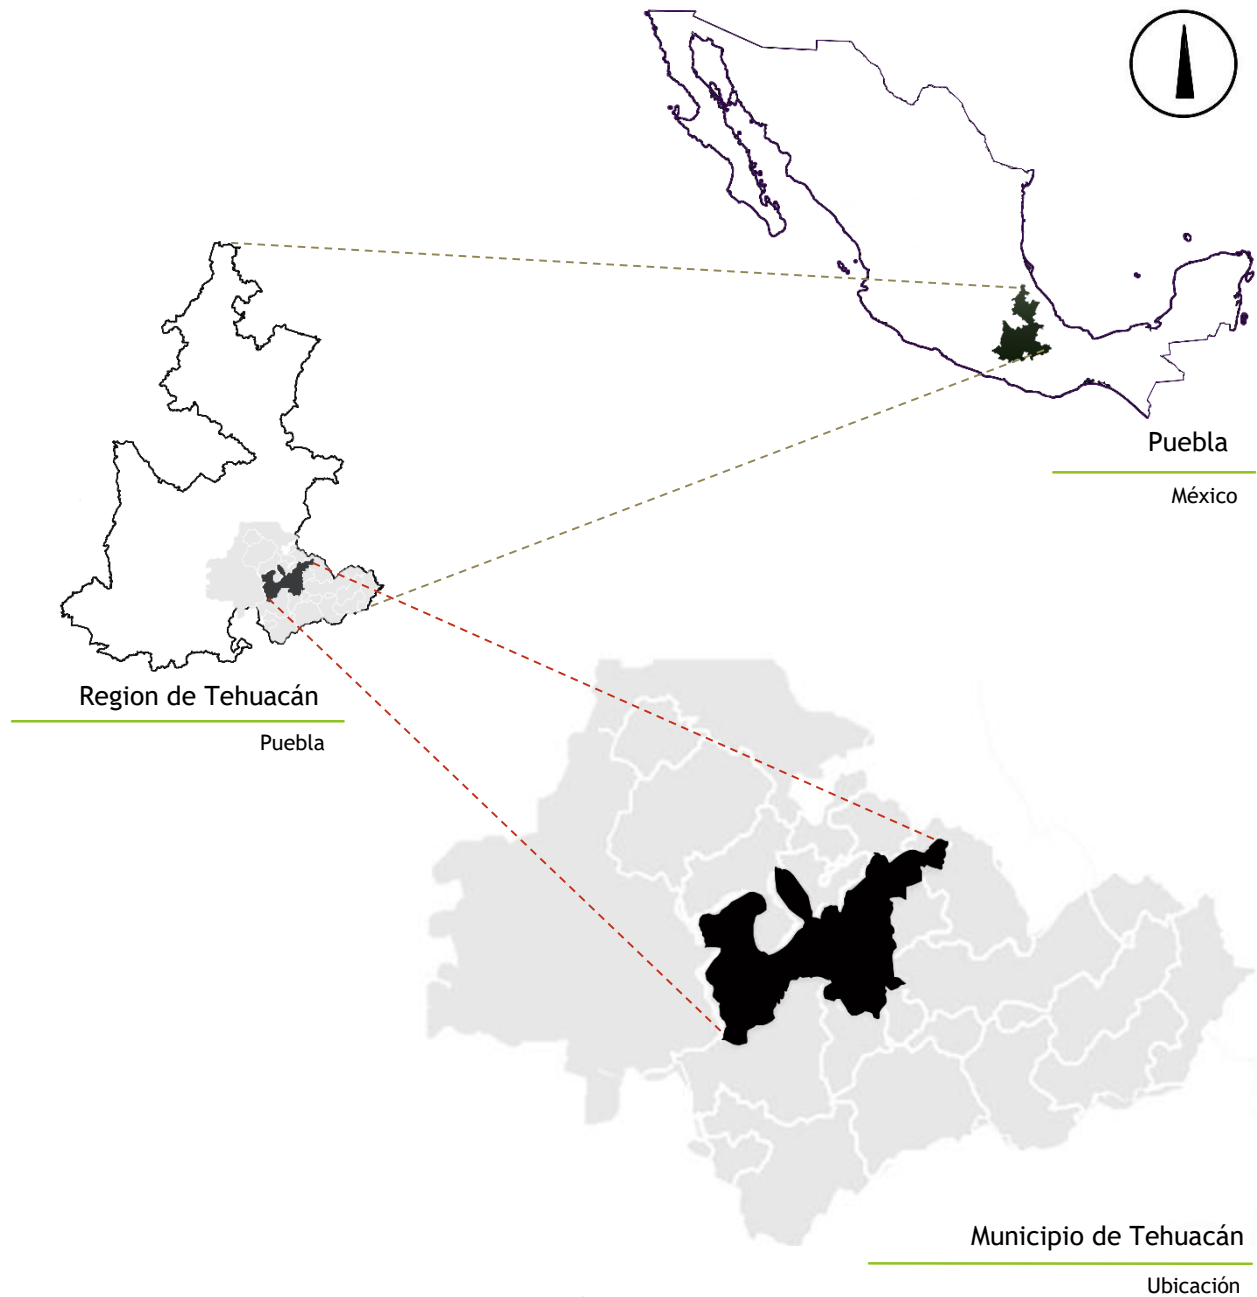 Puebla
México
Region de Tehuacán
Puebla
Municipio de Tehuacán
Ubicación